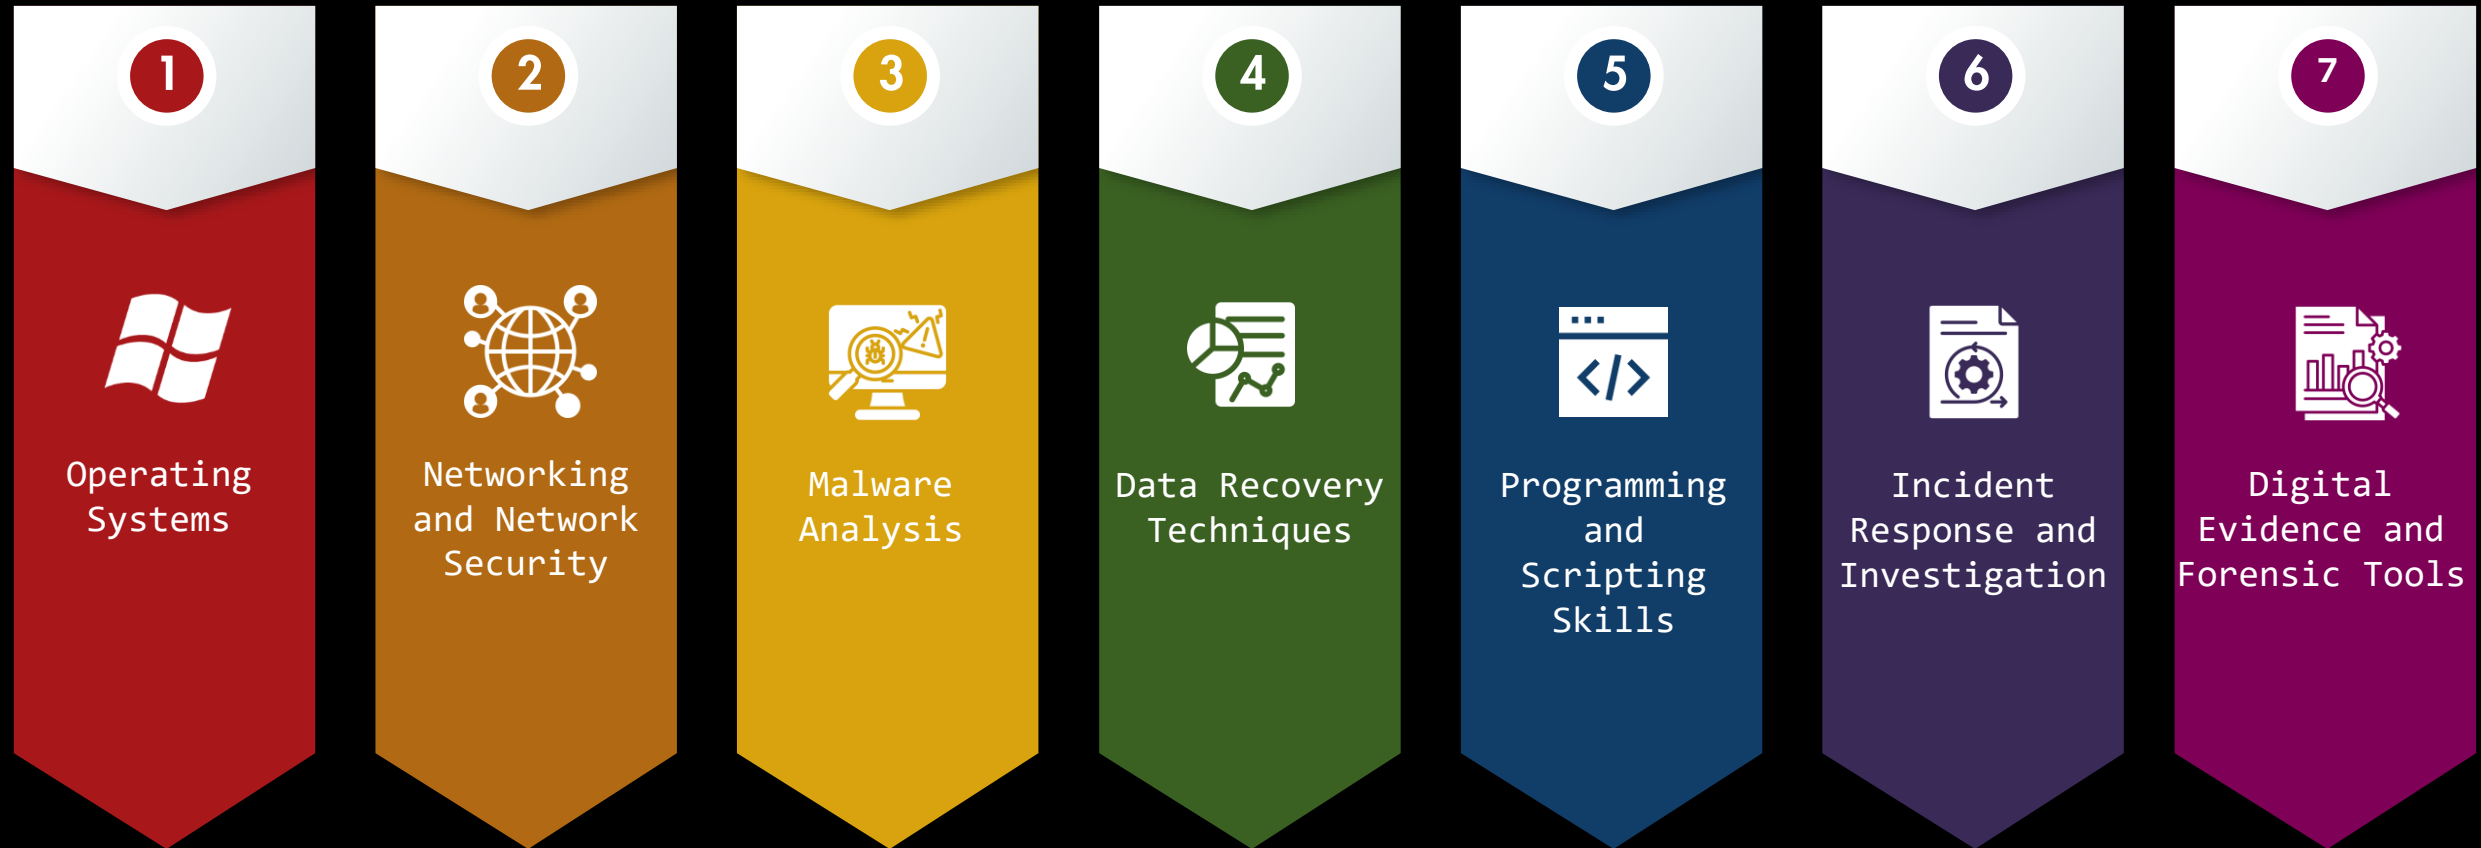 1
Operating
Systems
2
Networking
and Network
Security
3
Malware
Analysis
4
Data Recovery
Techniques
5
Programming
and
Scripting
Skills
6
Incident
Response and
Investigation
7
Digital
Evidence and
Forensic Tools